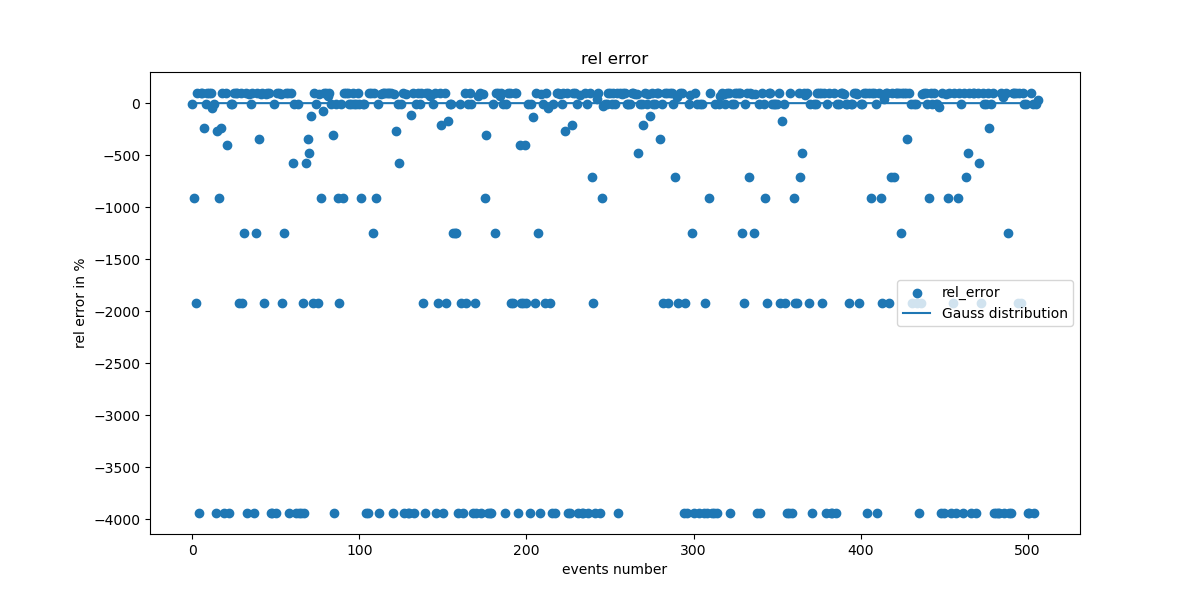 rel error
rel error in %
0
−500
−1000
−1500
−2000
−2500
−3000
−3500
−4000
rel_error
Gauss distribution
0 100 200 300 400 500
events number